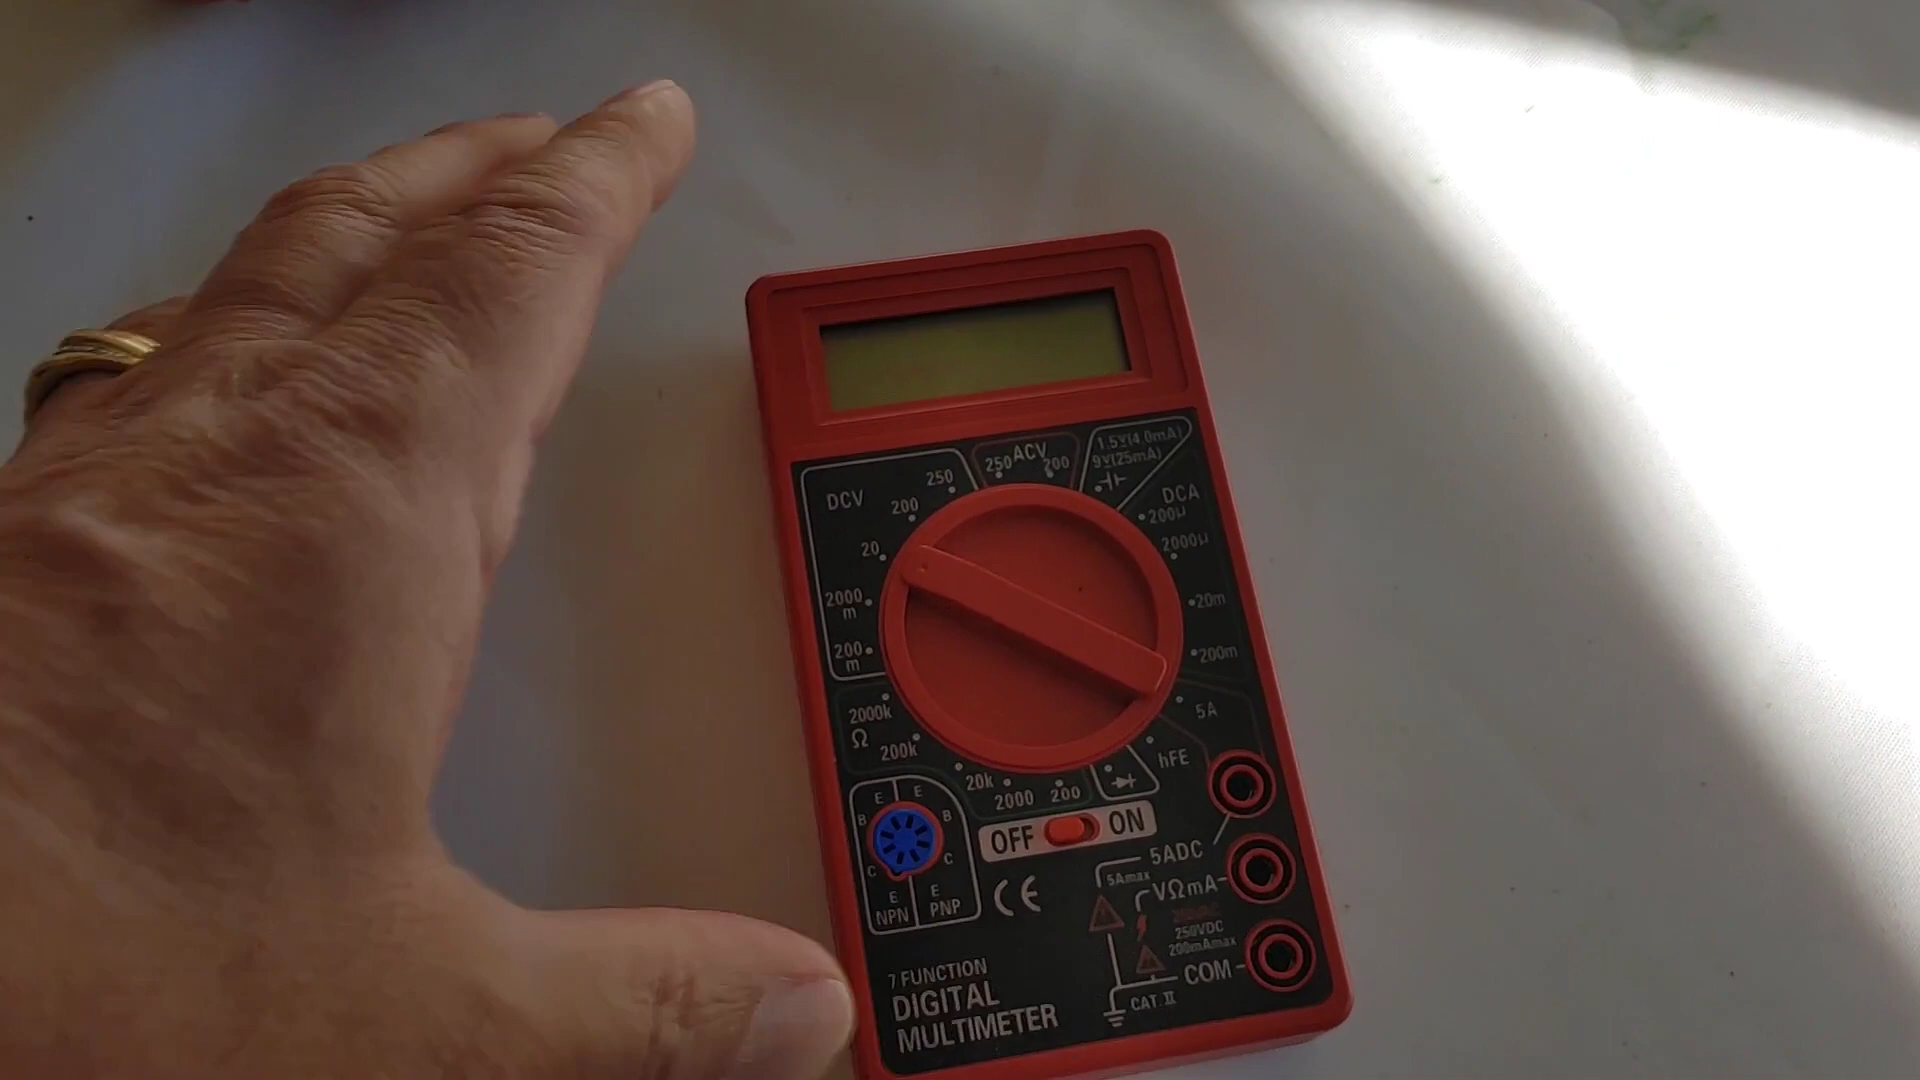 1.5V(4.0mA)
9V(25mA)
ACV
250 200
DCV
250
200
20
2000
m
200
m
DCA
200µ
2000µ
20m
200m
5A
hFE
2000k
Ω
200k
20k
2000
200
OFF ON
E E
B B
C C
E E
NPN PNP
CE
5ADC
5Amax
VΩmA
250VDC
200mAmax
COM
CAT. II
7 FUNCTION
DIGITAL
MULTIMETER